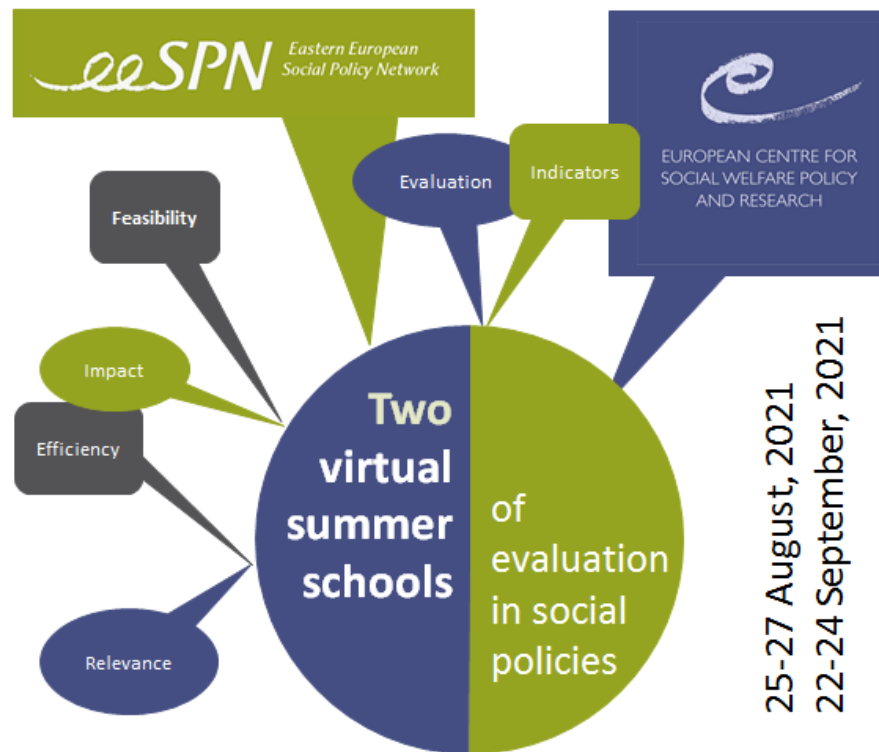 eeSPN
Eastern European
Social Policy Network
EUROPEAN CENTRE FOR
SOCIAL WELFARE POLICY
AND RESEARCH
Evaluation
Indicators
Feasibility
Impact
Efficiency
Relevance
Two
virtual
summer
schools
of
evaluation
in social
policies
25-27 August, 2021
22-24 September, 2021